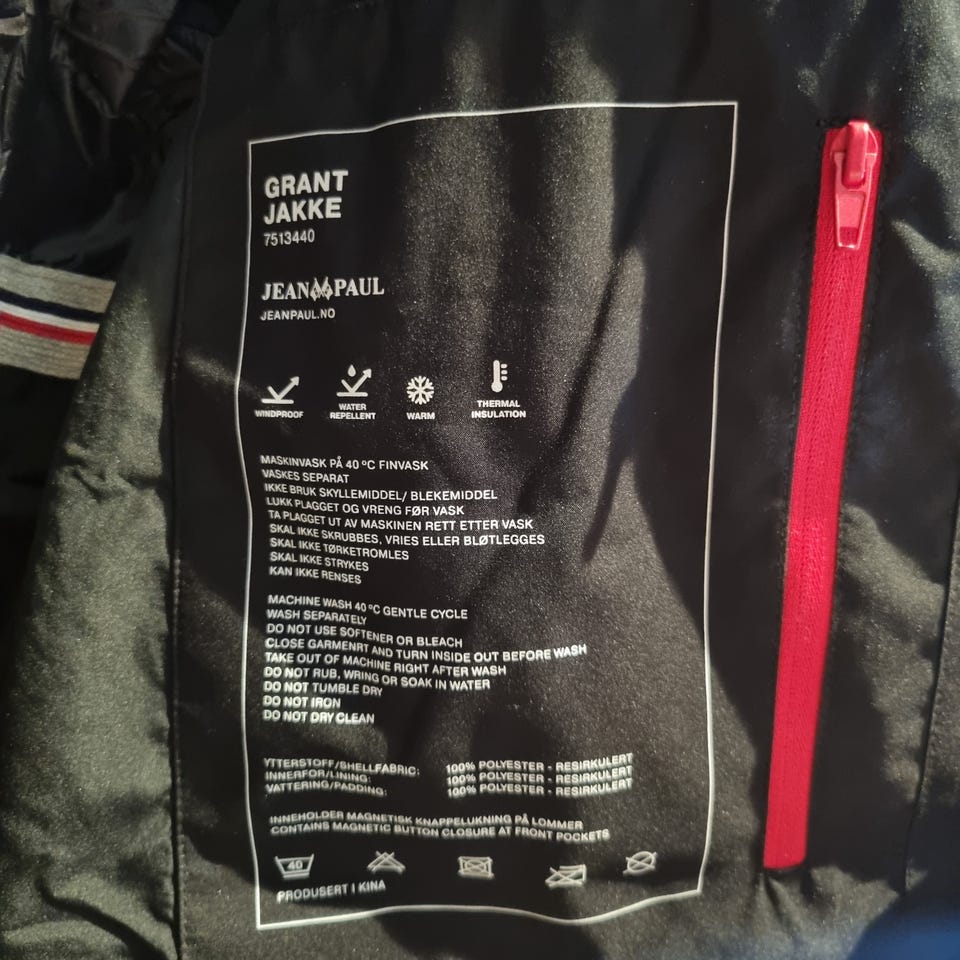 GRANT
JAKKE
7513440
JEAN PAUL
JEANPAUL.NO
WINDPROOF
WATER
REPELLENT
WARM
THERMAL
INSULATION
MASKINVASK PÅ 40 ºC FINVASK
VASKES SEPARAT
IKKE BRUK SKYLLEMIDDEL/ BLEKEMIDDEL
LUKK PLAGGET OG VRENG FØR VASK
TA PLAGGET UT AV MASKINEN RETT ETTER VASK
SKAL IKKE SKRUBBES, VRIES ELLER BLØTLEGGES
SKAL IKKE TØRKETROMLES
SKAL IKKE STRYKES
KAN IKKE RENSES
MACHINE WASH 40 ºC GENTLE CYCLE
WASH SEPARATELY
DO NOT USE SOFTENER OR BLEACH
CLOSE GARMENRT AND TURN INSIDE OUT BEFORE WASH
TAKE OUT OF MACHINE RIGHT AFTER WASH
DO NOT RUB, WRING OR SOAK IN WATER
DO NOT TUMBLE DRY
DO NOT IRON
DO NOT DRY CLEAN
YTTERSTOFF/SHELLFABRIC: 100% POLYESTER - RESIRKULERT
INNERFOR/LINING: 100% POLYESTER - RESIRKULERT
VATTERING/PADDING: 100% POLYESTER - RESIRKULERT
INNEHOLDER MAGNETISK KNAPPELUKNING PÅ LOMMER
CONTAINS MAGNETIC BUTTON CLOSURE AT FRONT POCKETS
40
PRODUSERT I KINA